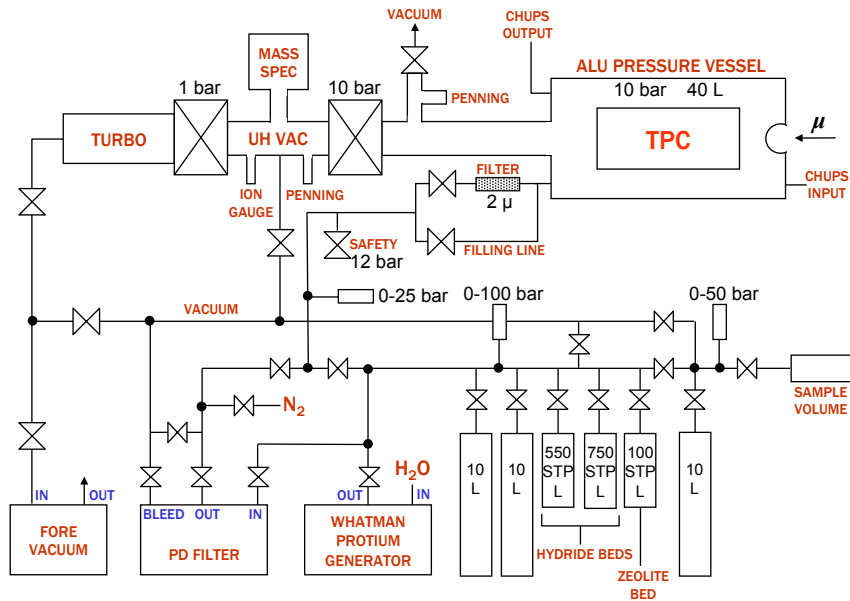 VACUUM
CHUPS
OUTPUT
MASS
SPEC
ALU PRESSURE VESSEL
1 bar
10 bar
10 bar 40 L
PENNING
TURBO
UH VAC
TPC
μ
ION
GAUGE
PENNING
FILTER
2 μ
CHUPS
INPUT
SAFETY
12 bar
FILLING LINE
0-25 bar
0-100 bar
0-50 bar
VACUUM
N2
SAMPLE
VOLUME
H2O
10
L
10
L
550
STP
L
750
STP
L
100
STP
L
10
L
IN
OUT
BLEED
OUT
IN
OUT
IN
FORE
VACUUM
PD FILTER
WHATMAN
PROTIUM
GENERATOR
HYDRIDE BEDS
ZEOLITE
BED